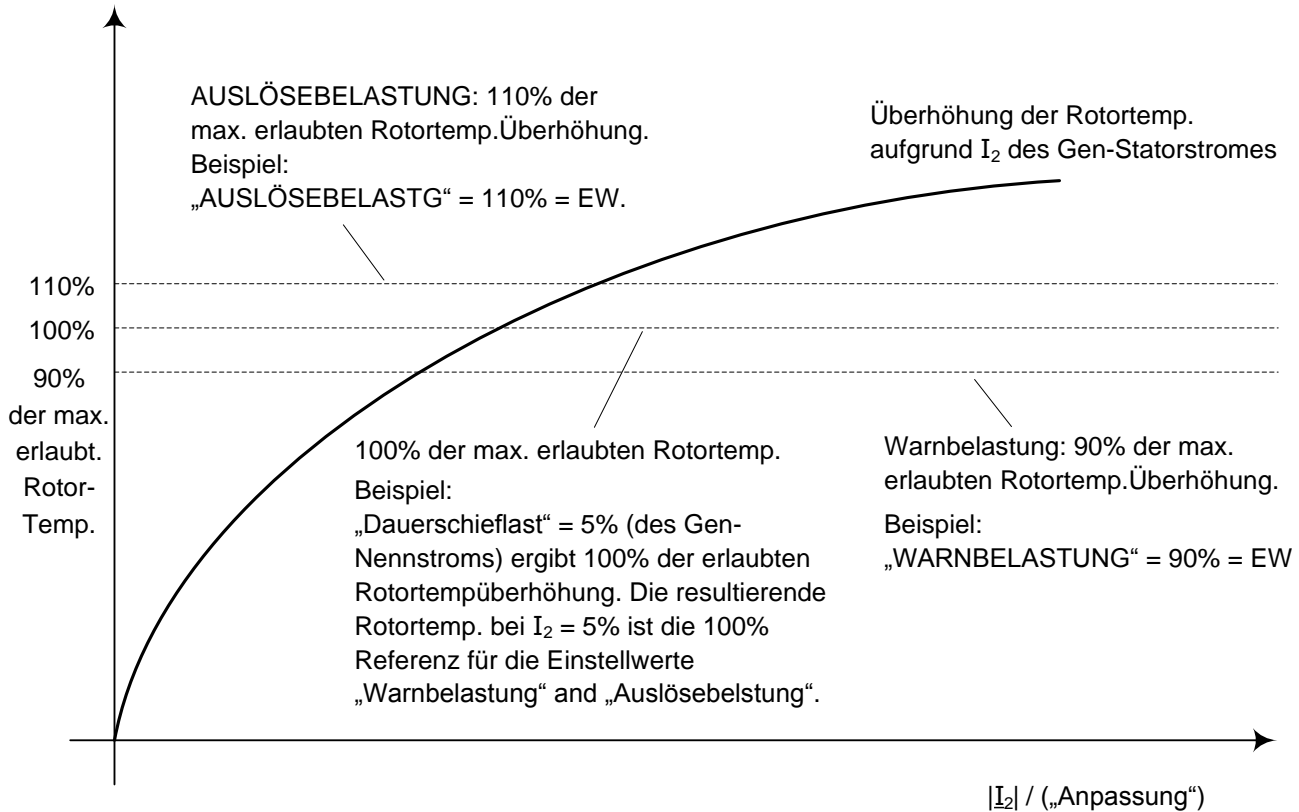 AUSLÖSEBELASTUNG: 110% der
max. erlaubten Rotortemp.Überhöhung.
Beispiel:
„AUSLÖSEBELASTG“ = 110% = EW.
Überhöhung der Rotortemp.
aufgrund I₂ des Gen-Statorstromes
110%
100%
90%
der max.
erlaubt.
Rotor-
Temp.
100% der max. erlaubten Rotortemp.
Beispiel:
„Dauerschieflast“ = 5% (des Gen-
Nennstroms) ergibt 100% der erlaubten
Rotortempüberhöhung. Die resultierende
Rotortemp. bei I₂ = 5% ist die 100%
Referenz für die Einstellwerte
„Warnbelastung“ and „Auslösebelstung“.
Warnbelastung: 90% der max.
erlaubten Rotortemp.Überhöhung.
Beispiel:
„WARNBELASTUNG“ = 90% = EW
|I₂| / („Anpassung“)